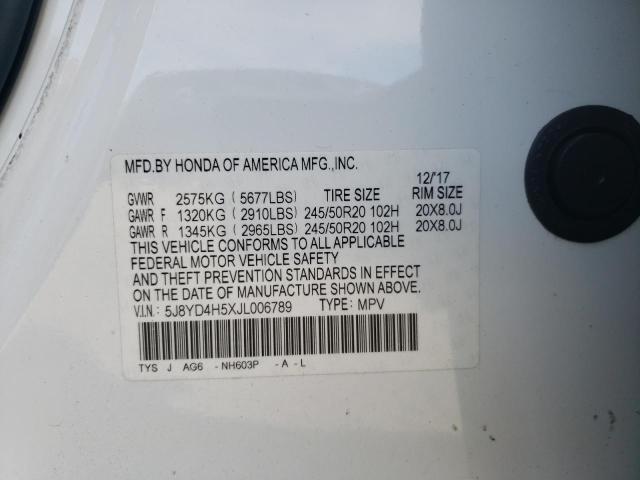 MFD.BY HONDA OF AMERICA MFG.,INC.
12/17
GVWR 2575KG (5677LBS) TIRE SIZE RIM SIZE
GAWR F 1320KG (2910LBS) 245/50R20 102H 20X8.0J
GAWR R 1345KG (2965LBS) 245/50R20 102H 20X8.0J
THIS VEHICLE CONFORMS TO ALL APPLICABLE
FEDERAL MOTOR VEHICLE SAFETY
AND THEFT PREVENTION STANDARDS IN EFFECT
ON THE DATE OF MANUFACTURE SHOWN ABOVE.
V.I.N.: 5J8YD4H5XJL006789 TYPE: MPV
TYS J AG6 -NH603P -A -L